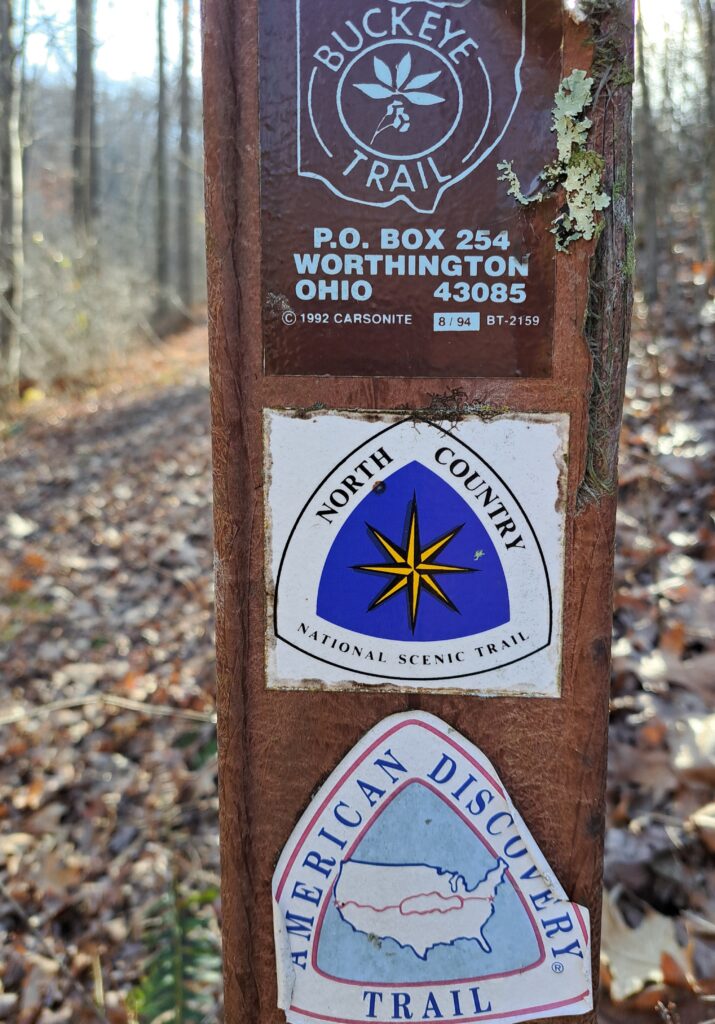 BUCKEYE
TRAIL
P.O. BOX 254
WORTHINGTON
OHIO 43085
© 1992 CARSONITE 8/94 BT-2159
NORTH COUNTRY
NATIONAL SCENIC TRAIL
AMERICAN DISCOVERY
®
TRAIL